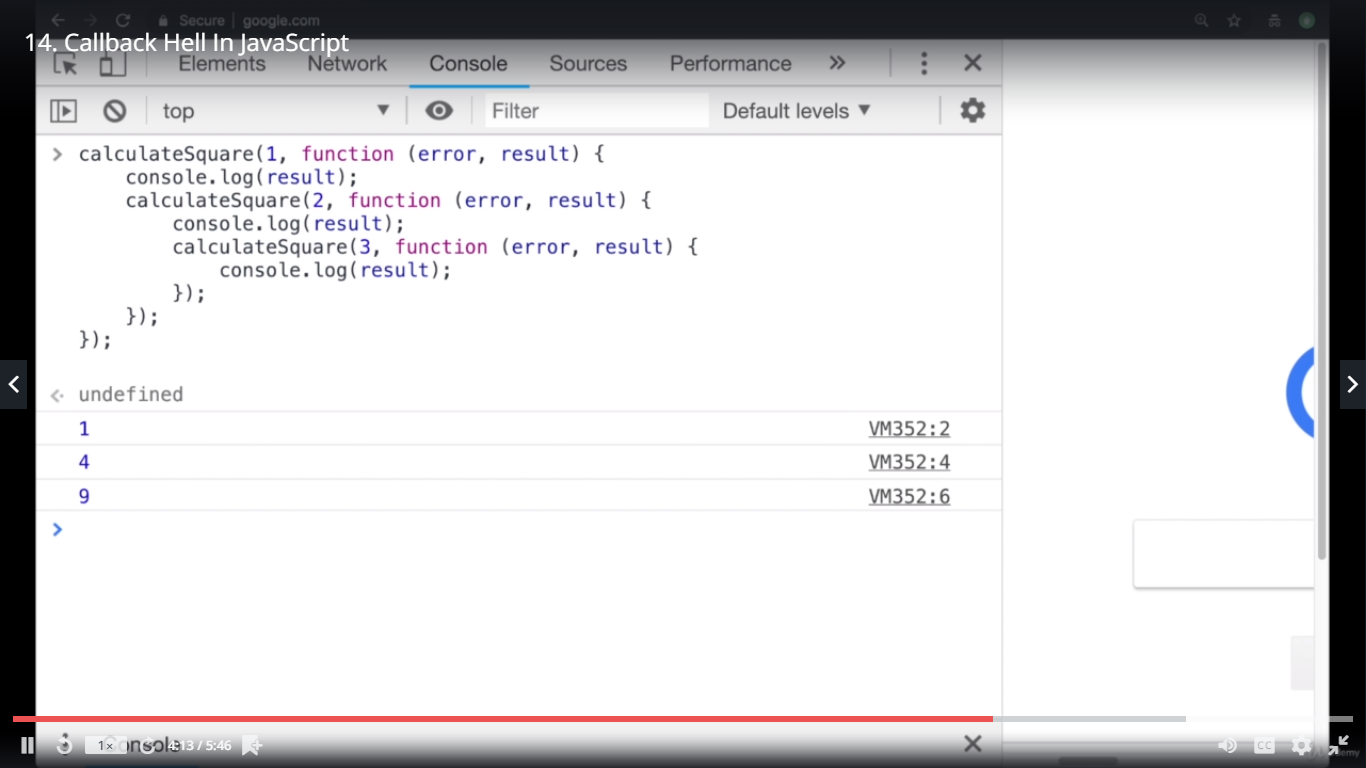 Secure | google.com
14. Callback Hell In JavaScript
Elements Network Console Sources Performance »
top ▼ Filter Default levels ▼
> calculateSquare(1, function (error, result) {
console.log(result);
calculateSquare(2, function (error, result) {
console.log(result);
calculateSquare(3, function (error, result) {
console.log(result);
});
});
});
undefined
1 VM352:2
4 VM352:4
9 VM352:6
>
1x Console 4:13 / 5:46 CC